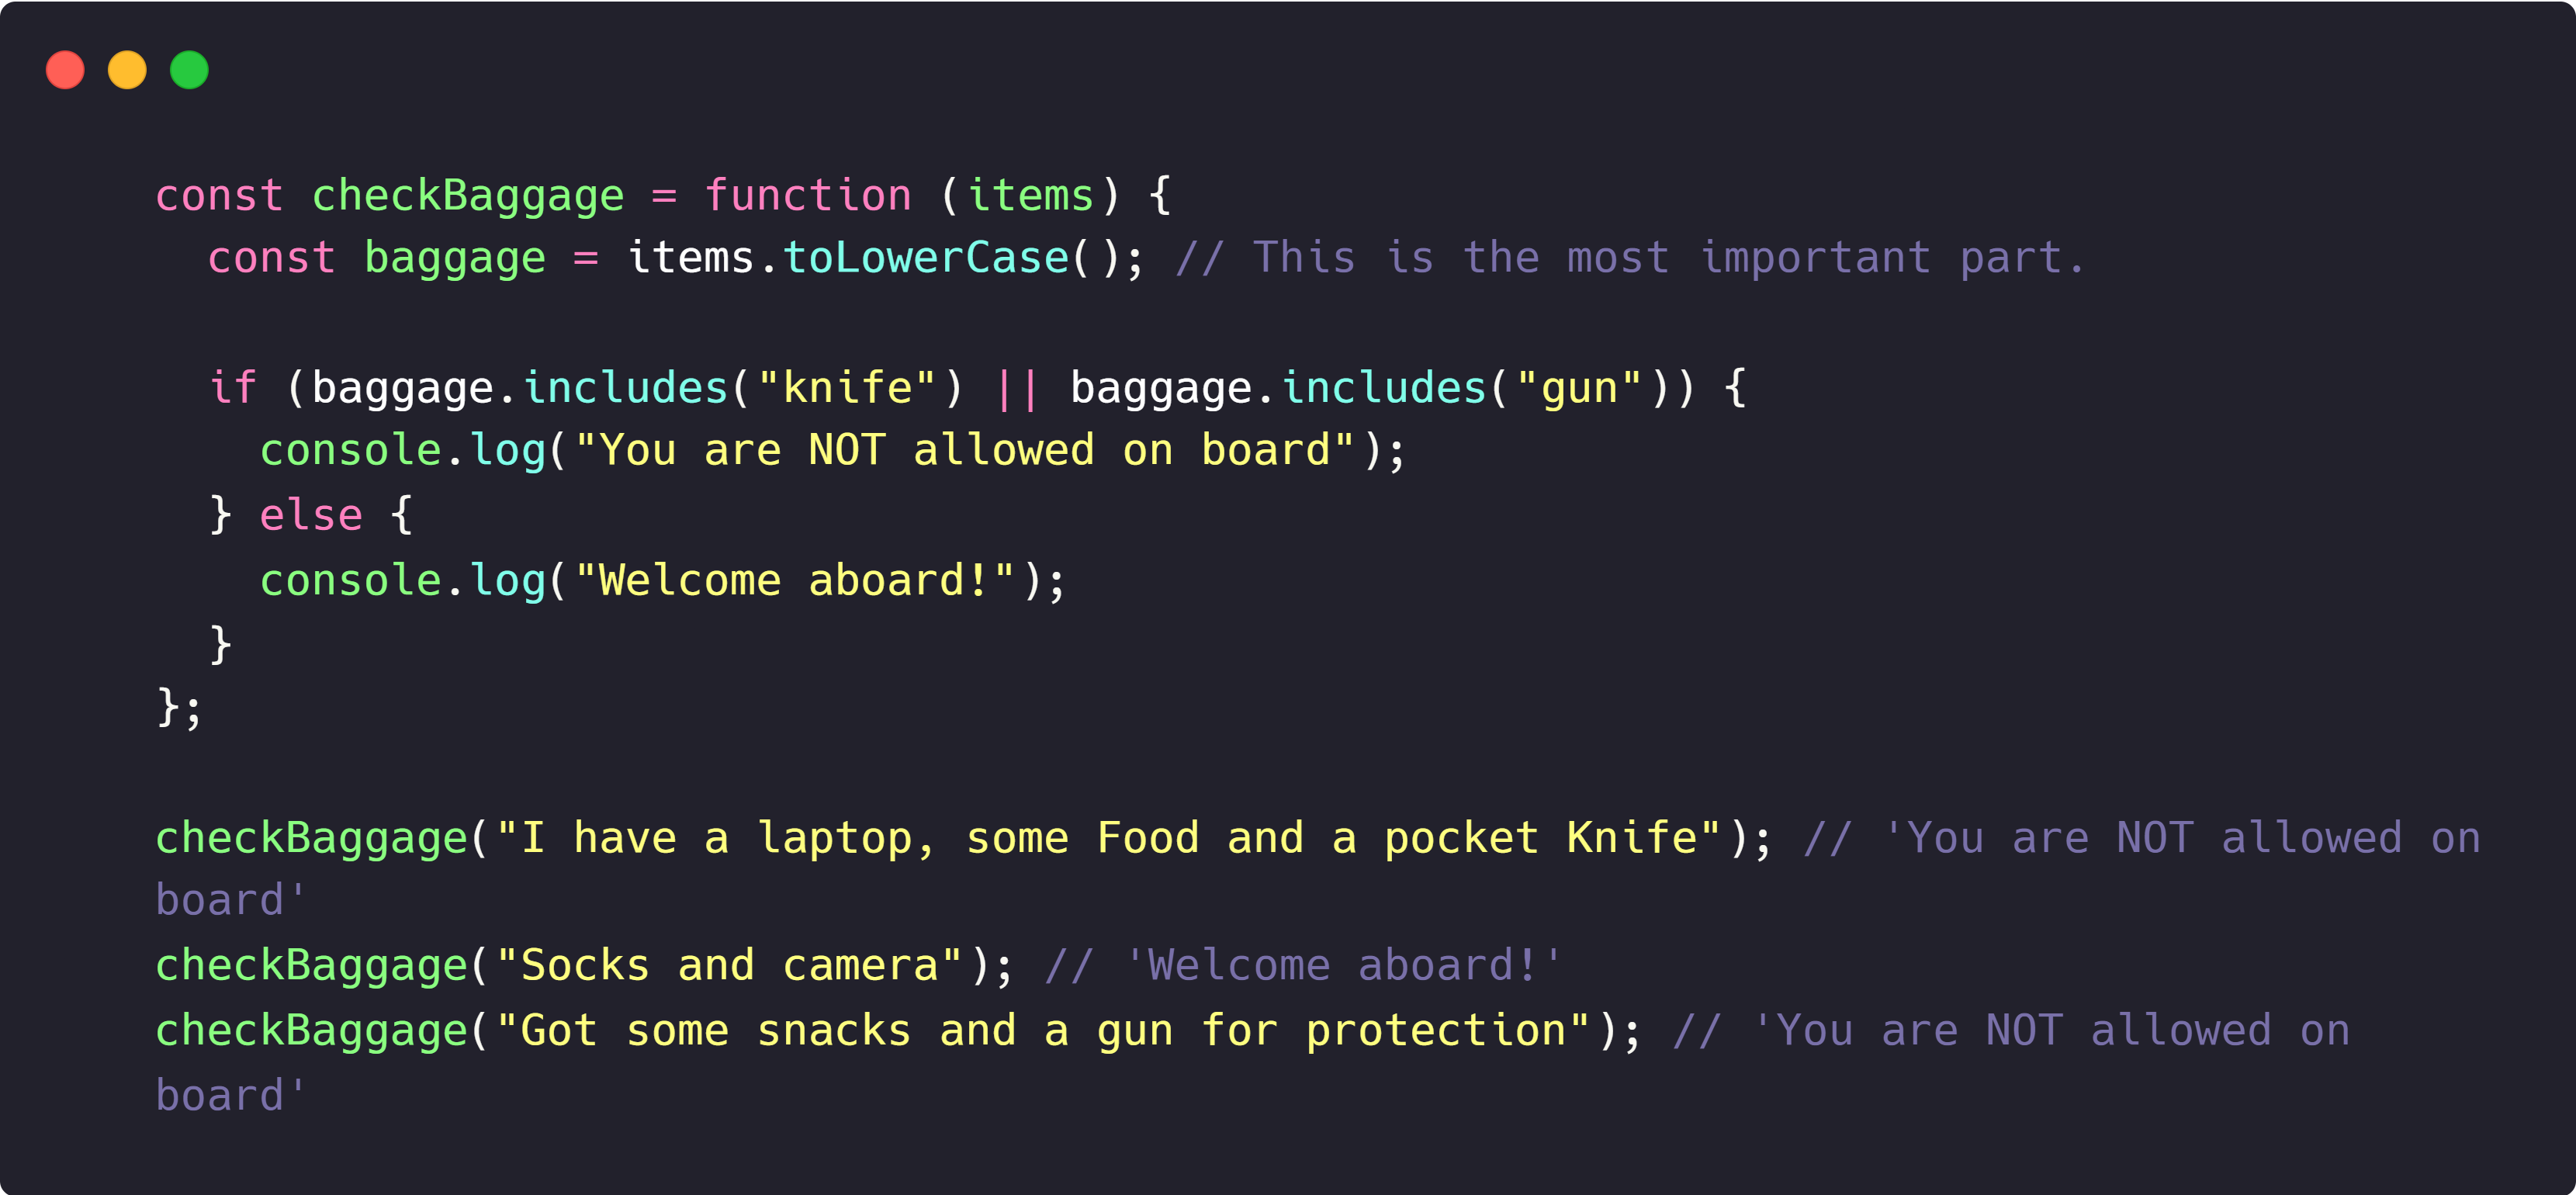 const checkBaggage = function (items) {
  const baggage = items.toLowerCase(); // This is the most important part.

  if (baggage.includes("knife") || baggage.includes("gun")) {
    console.log("You are NOT allowed on board");
  } else {
    console.log("Welcome aboard!");
  }
};

checkBaggage("I have a laptop, some Food and a pocket Knife"); // 'You are NOT allowed on
board'
checkBaggage("Socks and camera"); // 'Welcome aboard!'
checkBaggage("Got some snacks and a gun for protection"); // 'You are NOT allowed on
board'